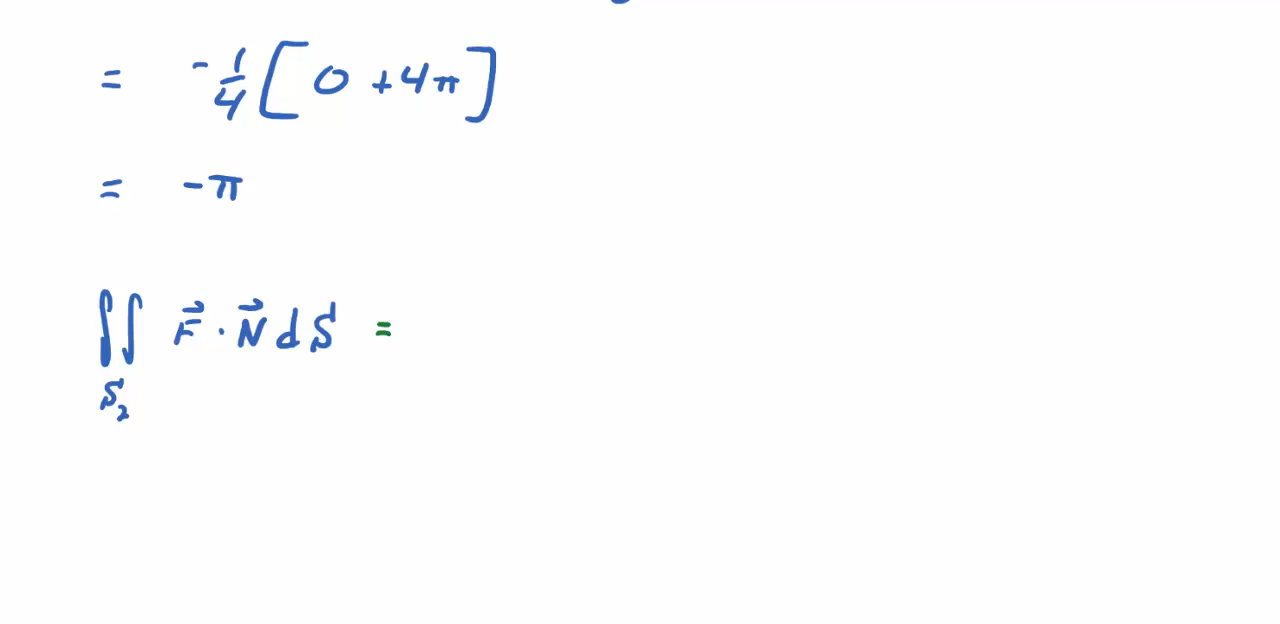 = -1/4 [ 0 + 4π ]
= -π
∬_{S_2} F⃗ · N⃗ dS =